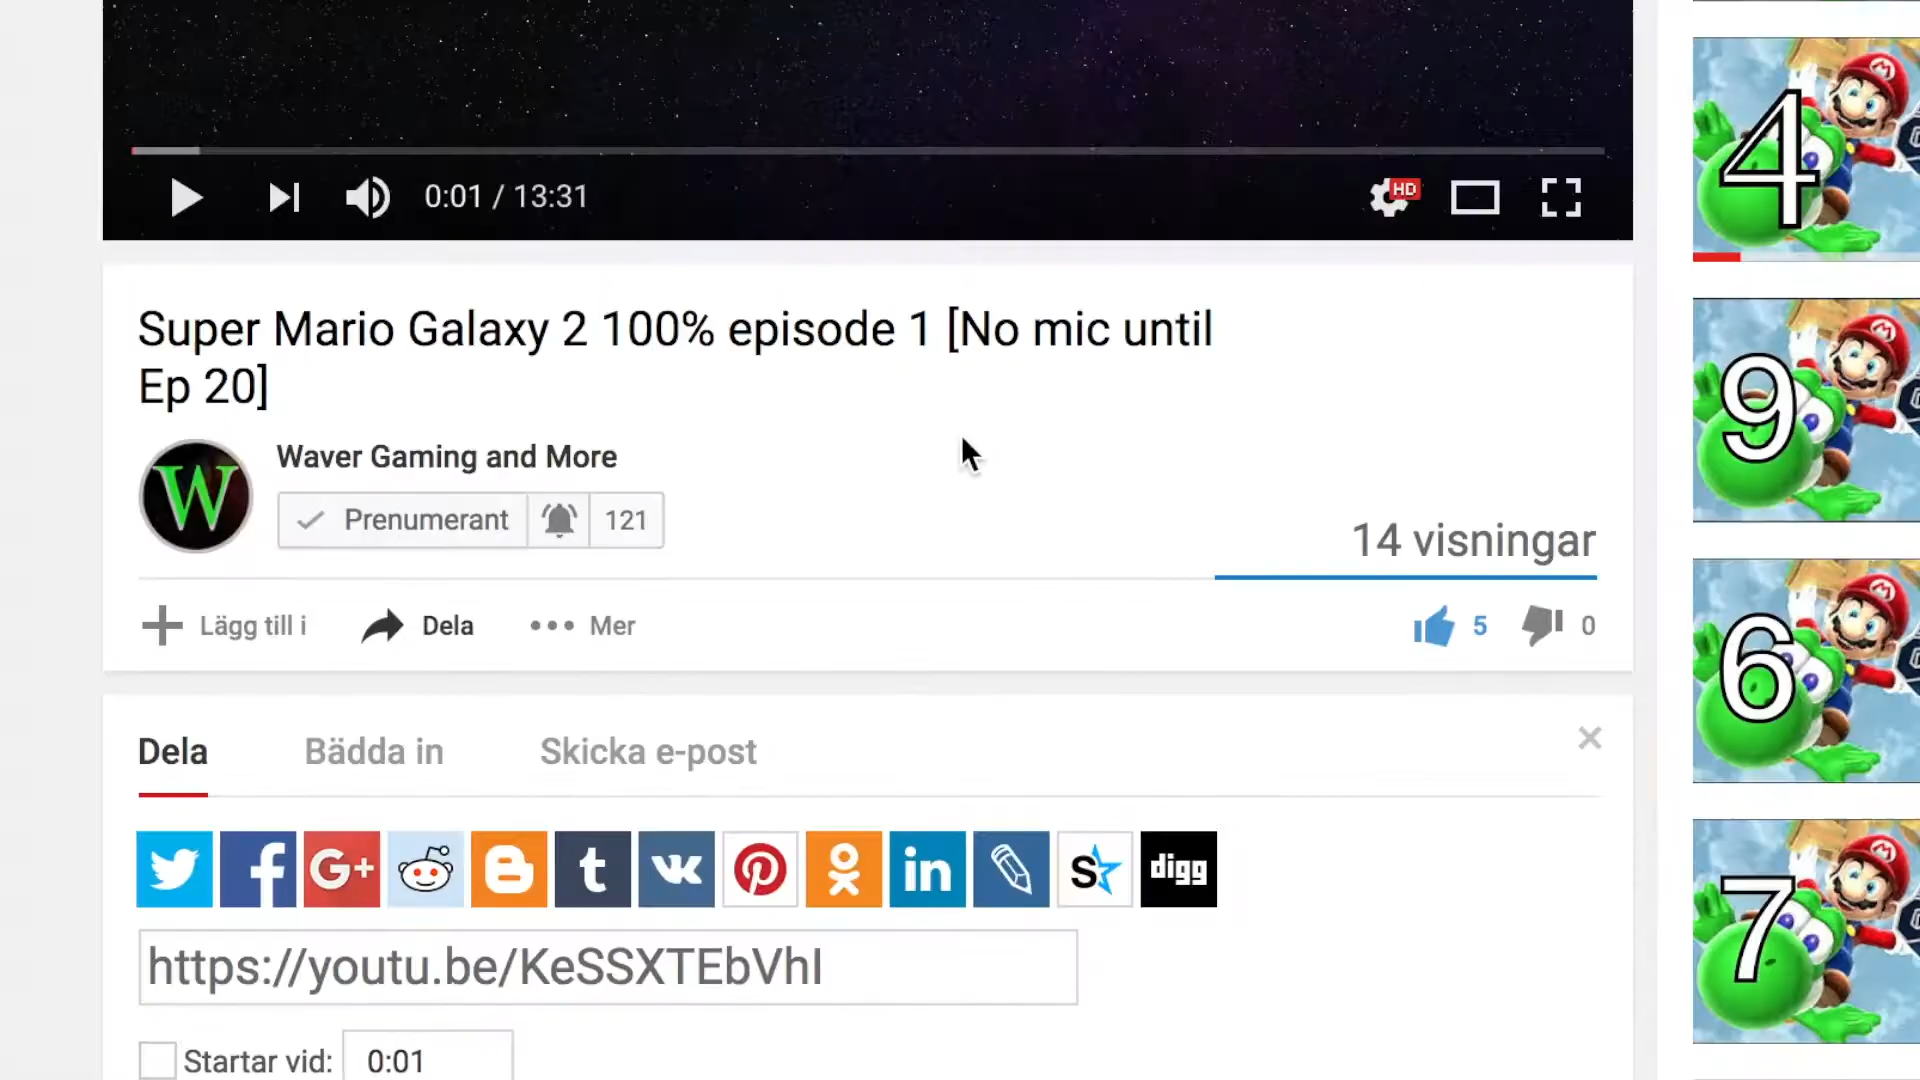 0:01 / 13:31
HD
Super Mario Galaxy 2 100% episode 1 [No mic until
Ep 20]
W
Waver Gaming and More
Prenumerant
121
14 visningar
Lägg till i
Dela
Mer
5
0
Dela
Bädda in
Skicka e-post
G+
t
in
S
digg
https://youtu.be/KeSSXTEbVhI
Startar vid:
0:01
4
9
6
7